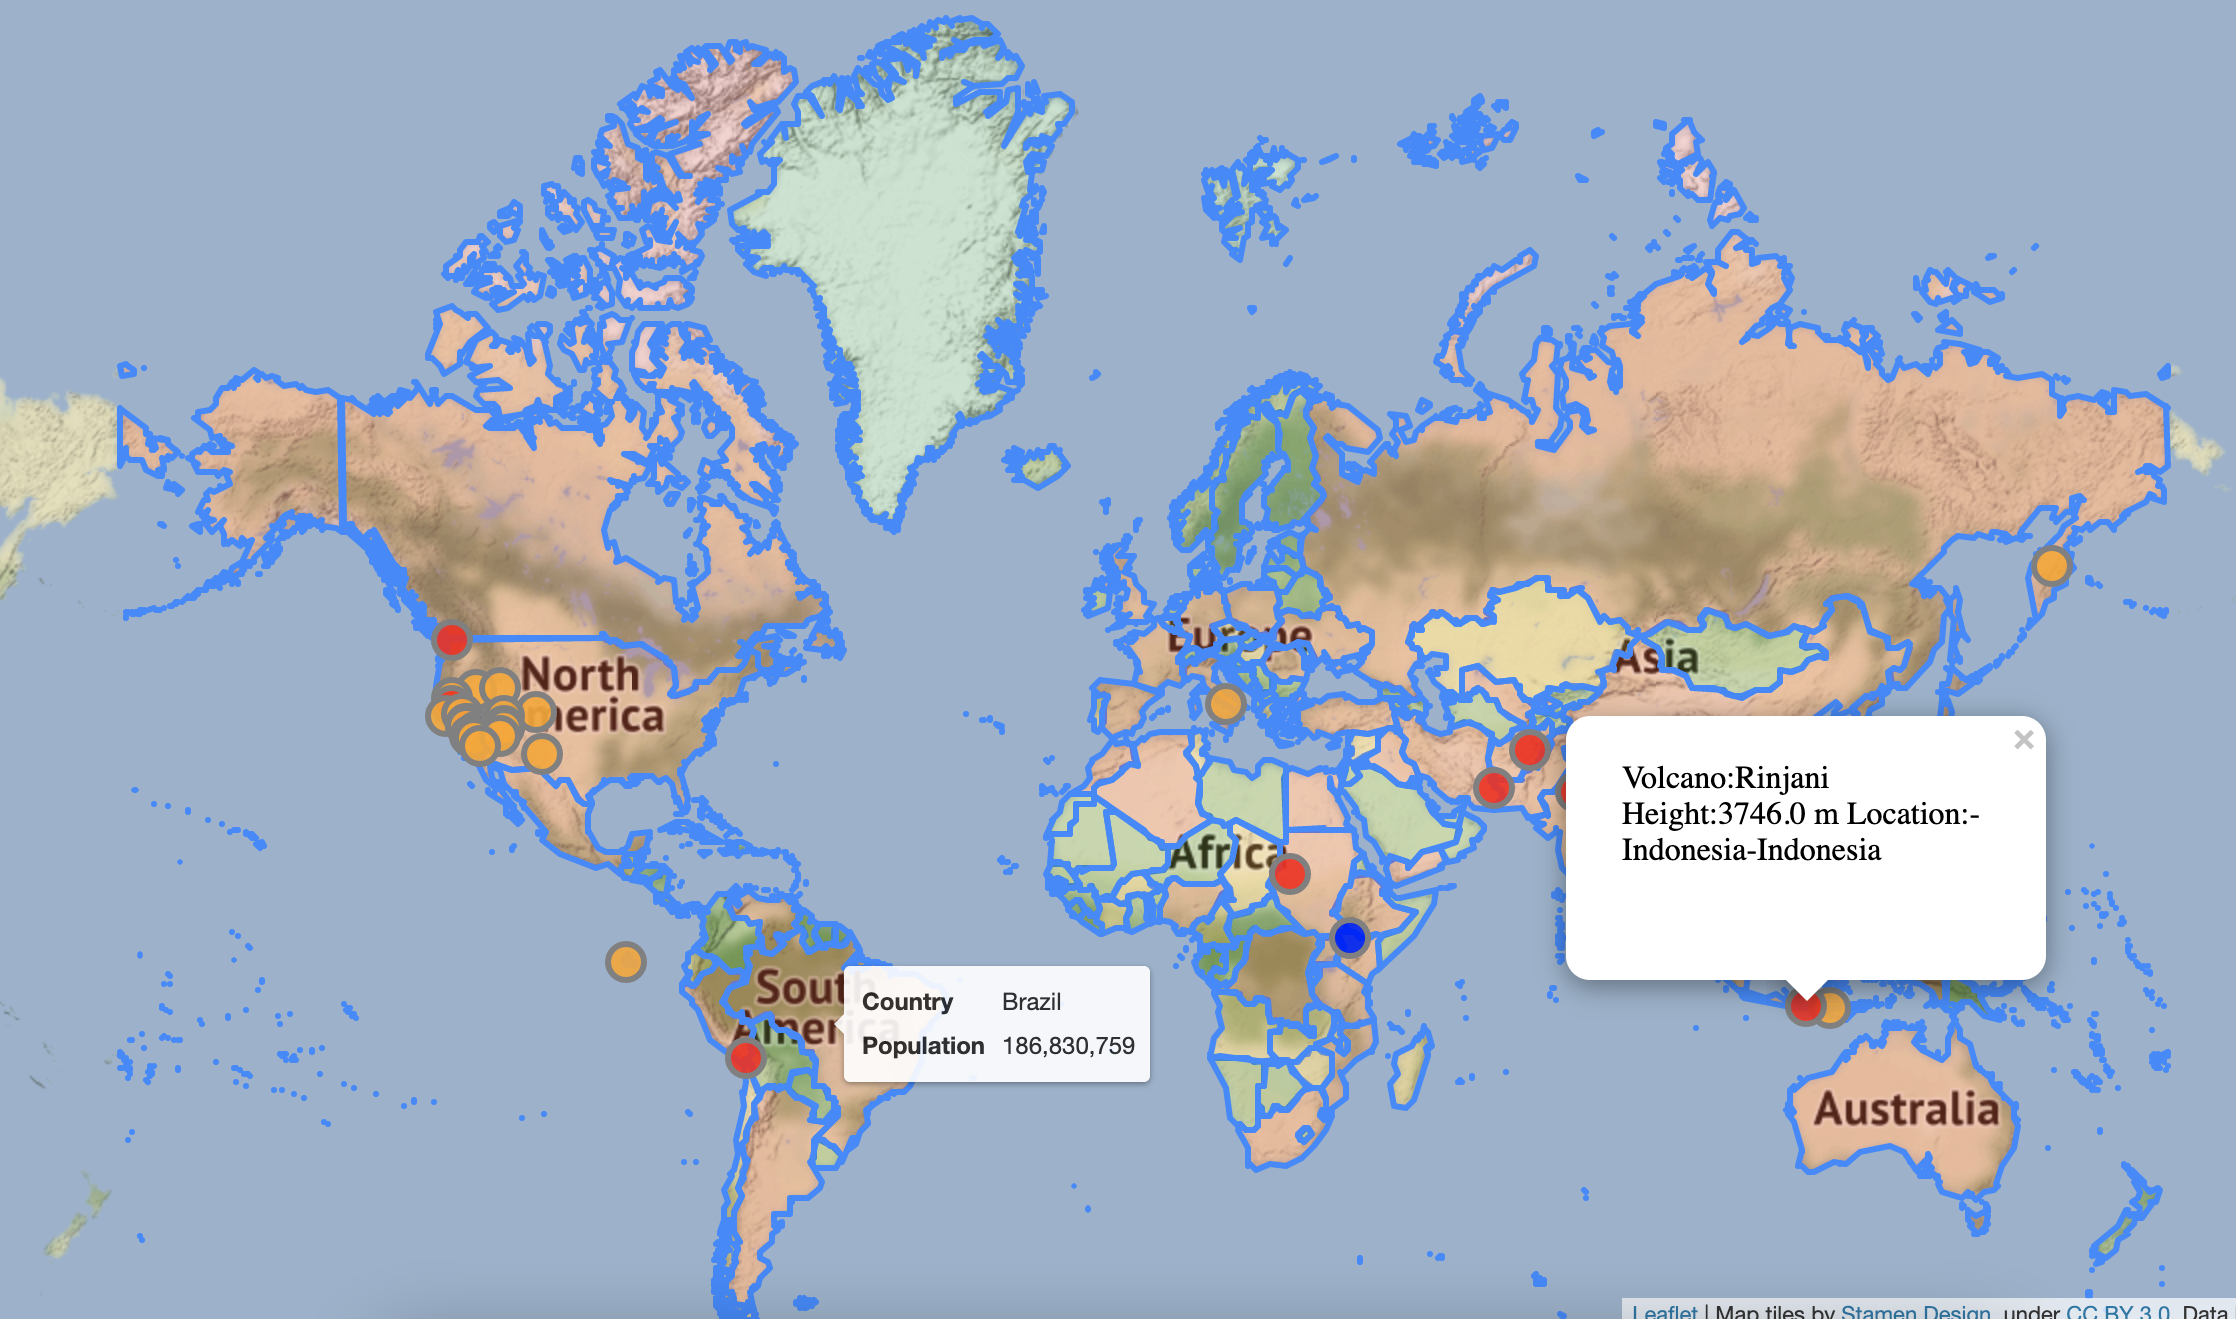 Europe
Asia
North
America
Volcano:Rinjani
Height:3746.0 m Location:-
Indonesia-Indonesia
Africa
South
America
Country Brazil
Population 186,830,759
Australia
Leaflet | Map tiles by Stamen Design, under CC BY 3.0. Data